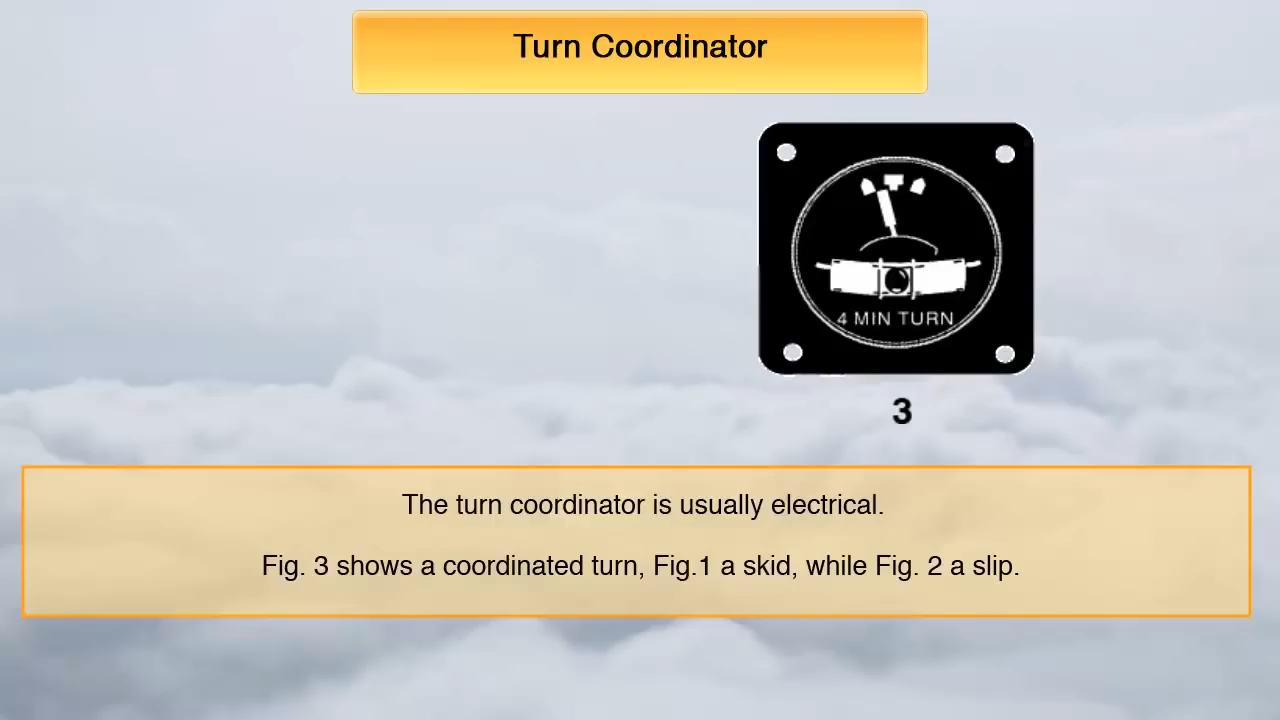 Turn Coordinator
4 MIN TURN
3
The turn coordinator is usually electrical.
Fig. 3 shows a coordinated turn, Fig.1 a skid, while Fig. 2 a slip.